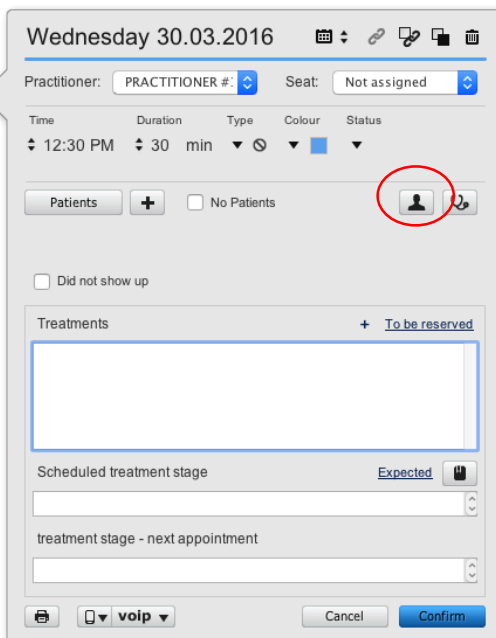 Wednesday 30.03.2016
Practitioner: PRACTITIONER #: Seat: Not assigned
Time Duration Type Colour Status
12:30 PM 30 min
Patients + No Patients
Did not show up
Treatments + To be reserved
Scheduled treatment stage Expected
treatment stage - next appointment
voip Cancel Confirm